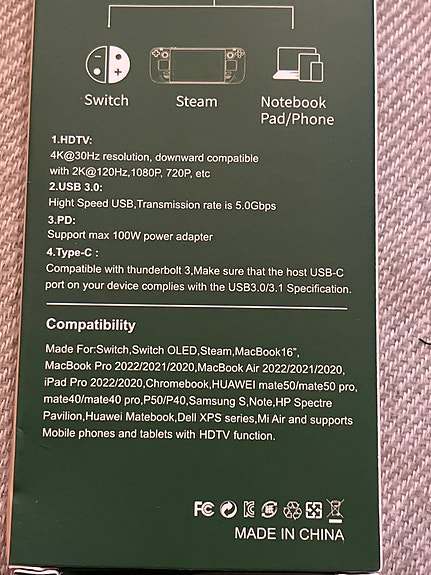 Switch
Steam
Notebook
Pad/Phone
1.HDTV:
4K@30Hz resolution, downward compatible
with 2K@120Hz,1080P, 720P, etc
2.USB 3.0:
Hight Speed USB,Transmission rate is 5.0Gbps
3.PD:
Support max 100W power adapter
4.Type-C :
Compatible with thunderbolt 3,Make sure that the host USB-C
port on your device complies with the USB3.0/3.1 Specification.
Compatibility
Made For:Switch,Switch OLED,Steam,MacBook16",
MacBook Pro 2022/2021/2020,MacBook Air 2022/2021/2020,
iPad Pro 2022/2020,Chromebook,HUAWEI mate50/mate50 pro,
mate40/mate40 pro,P50/P40,Samsung S,Note,HP Spectre
Pavilion,Huawei Matebook,Dell XPS series,Mi Air and supports
Mobile phones and tablets with HDTV function.
FC
MADE IN CHINA